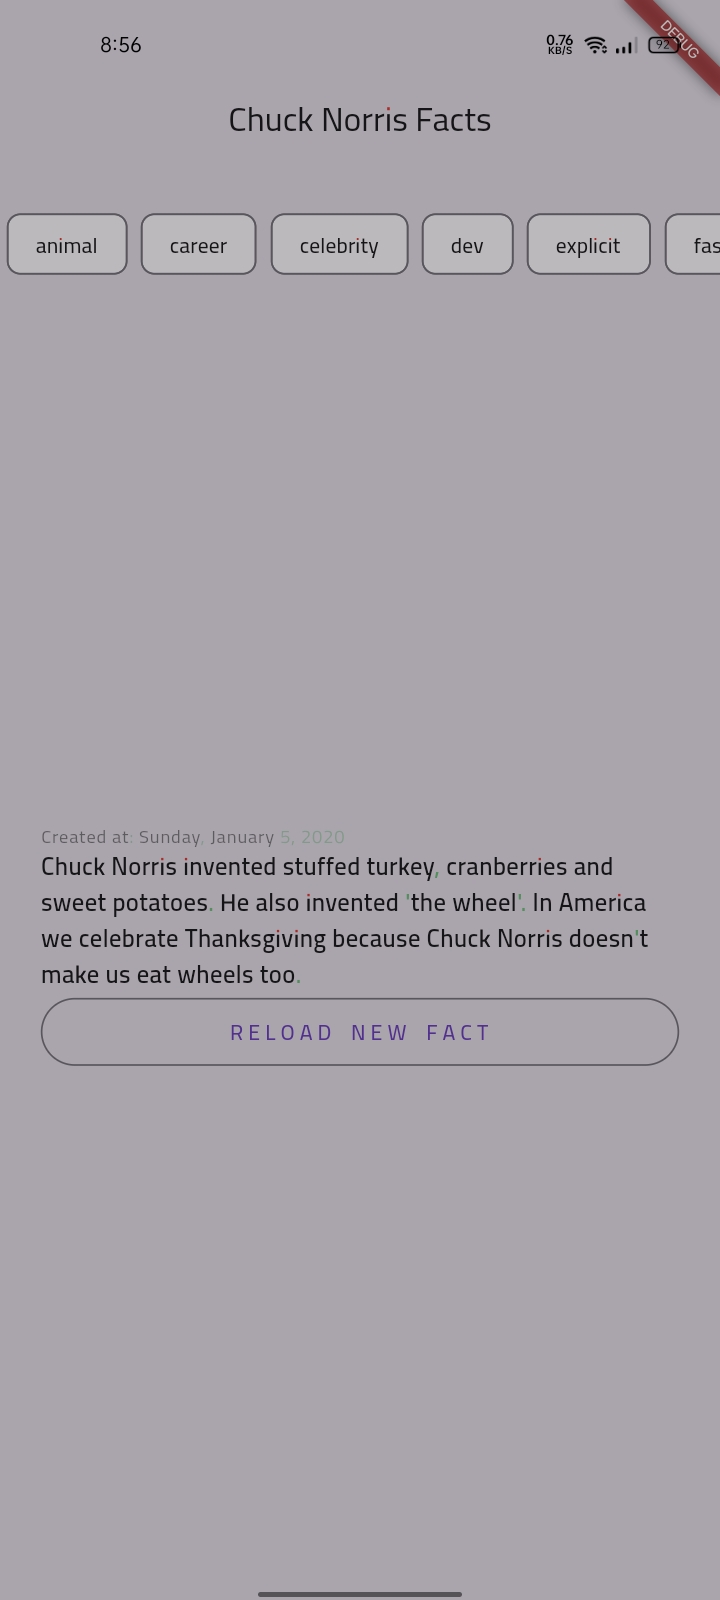 8:56
0.76
KB/S
92
DEBUG
Chuck Norris Facts
animal career celebrity dev explicit fas
Created at: Sunday, January 5, 2020
Chuck Norris invented stuffed turkey, cranberries and
sweet potatoes. He also invented 'the wheel'. In America
we celebrate Thanksgiving because Chuck Norris doesn't
make us eat wheels too.
RELOAD NEW FACT